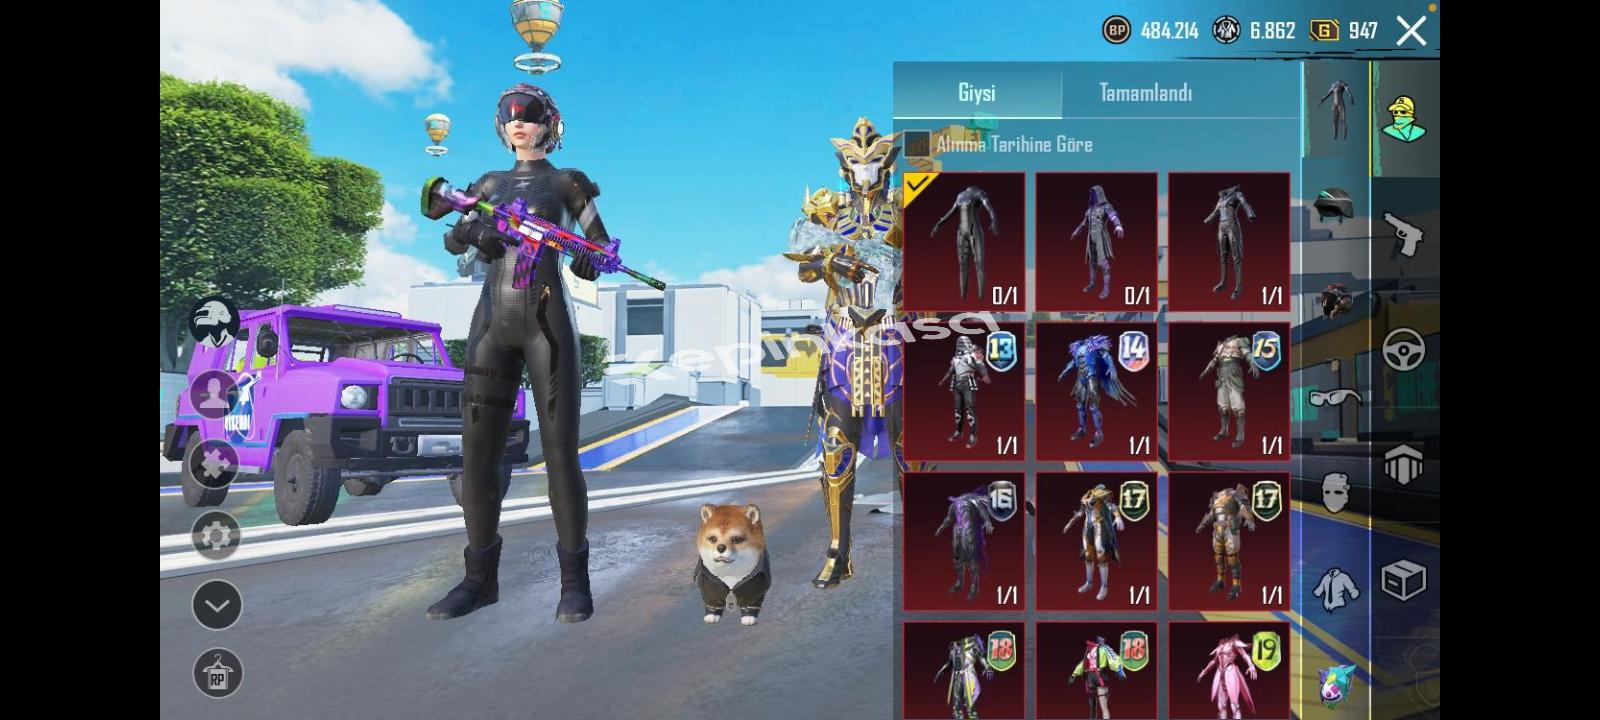 BP 484.214 6.862 G 947
Giysi Tamamlandı
Alınma Tarihine Göre
0/1 0/1 1/1
13 14 15
1/1 1/1 1/1
16 17 17
1/1 1/1 1/1
18 18 19
RP
epinkasa